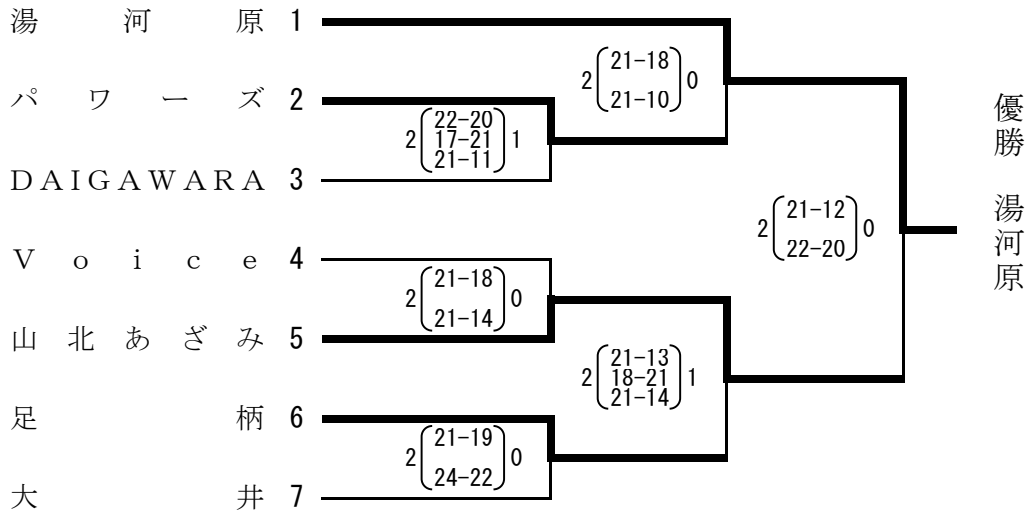 湯河原 1
パワーズ 2
DAIGAWARA 3
Voice 4
山北あざみ 5
足柄 6
大井 7
2 22-20 1
17-21
21-11
2 21-18 0
21-14
2 21-19 0
24-22
2 21-18 0
21-10
2 21-13 1
18-21
21-14
2 21-12 0
22-20
優勝 湯河原